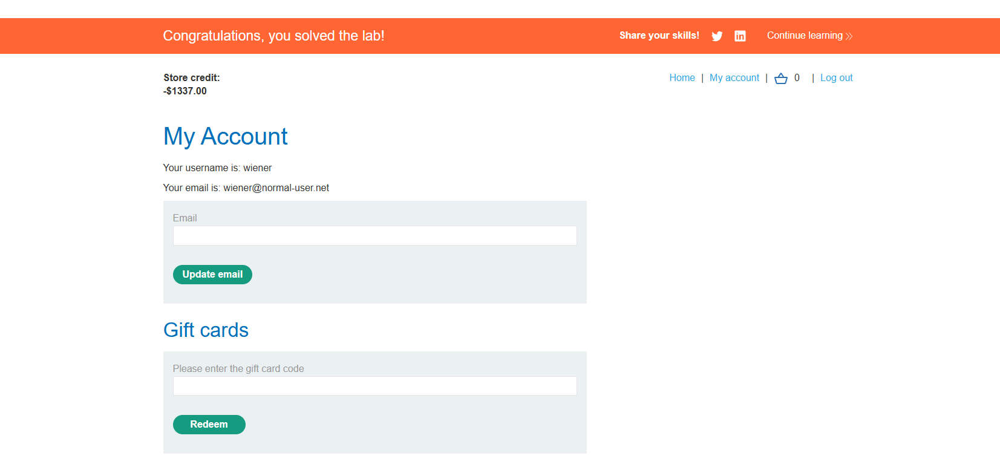 Congratulations, you solved the lab!
Share your skills! Continue learning
Store credit:
-$1337.00
Home | My account | 0 | Log out
My Account
Your username is: wiener
Your email is: wiener@normal-user.net
Email
Update email
Gift cards
Please enter the gift card code
Redeem